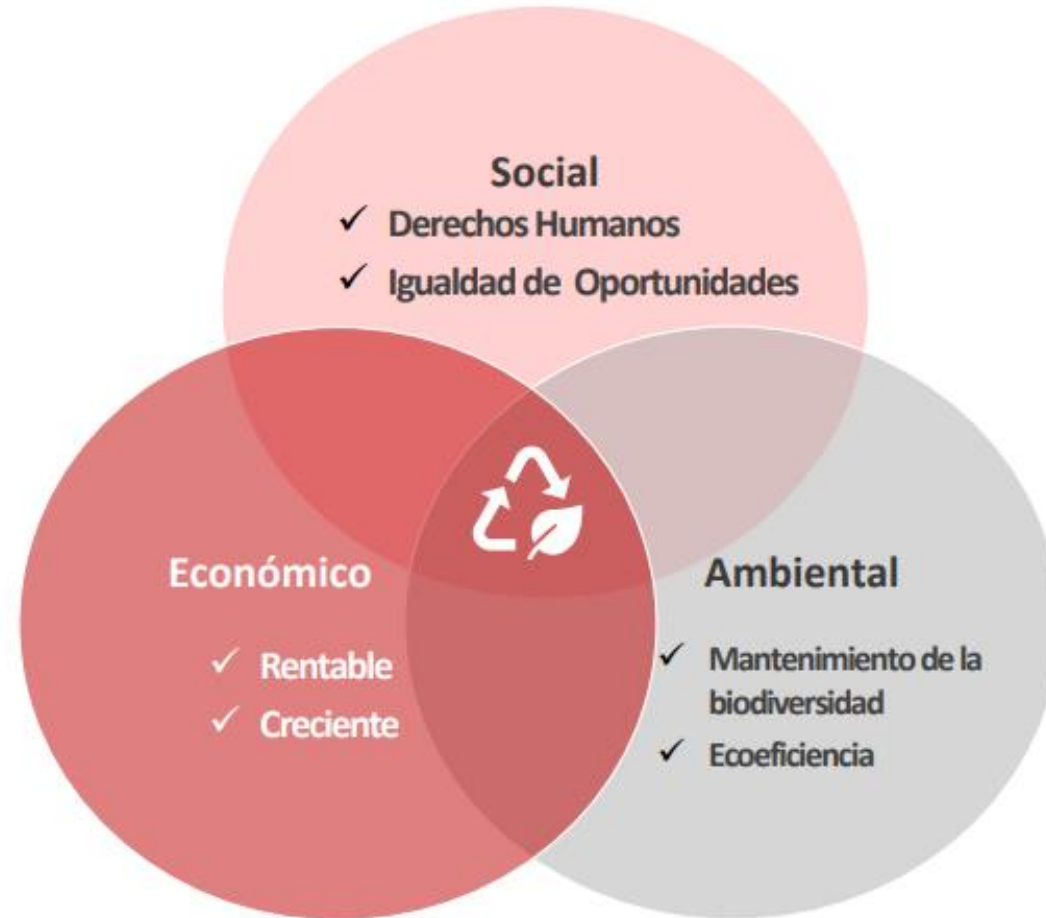 Social
✓ Derechos Humanos
✓ Igualdad de Oportunidades
Económico
✓ Rentable
✓ Creciente
Ambiental
✓ Mantenimiento de la
biodiversidad
✓ Ecoeficiencia